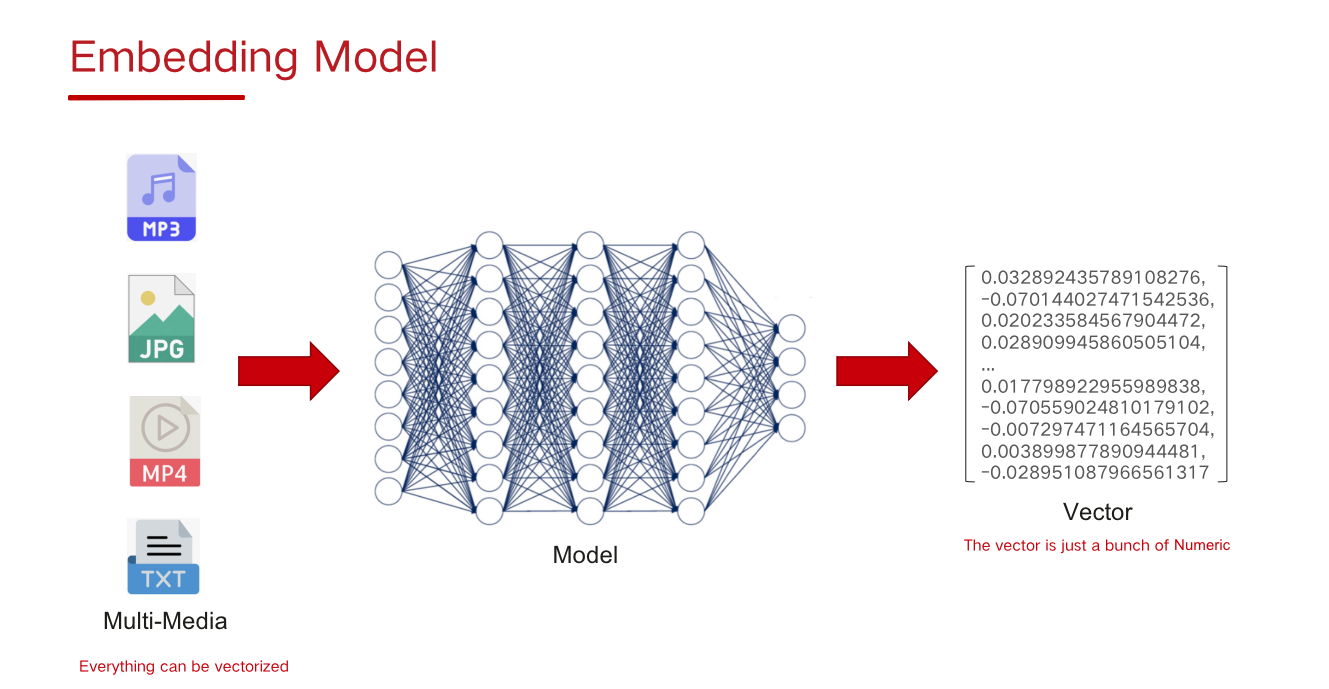 Embedding Model
MP3
JPG
MP4
TXT
Multi-Media
Everything can be vectorized
Model
0.032892435789108276,
-0.070144027471542536,
0.020233584567904472,
0.028909945860505104,
...
0.017798922955989838,
-0.070559024810179102,
-0.007297471164565704,
0.003899877890944481,
-0.028951087966561317
Vector
The vector is just a bunch of Numeric